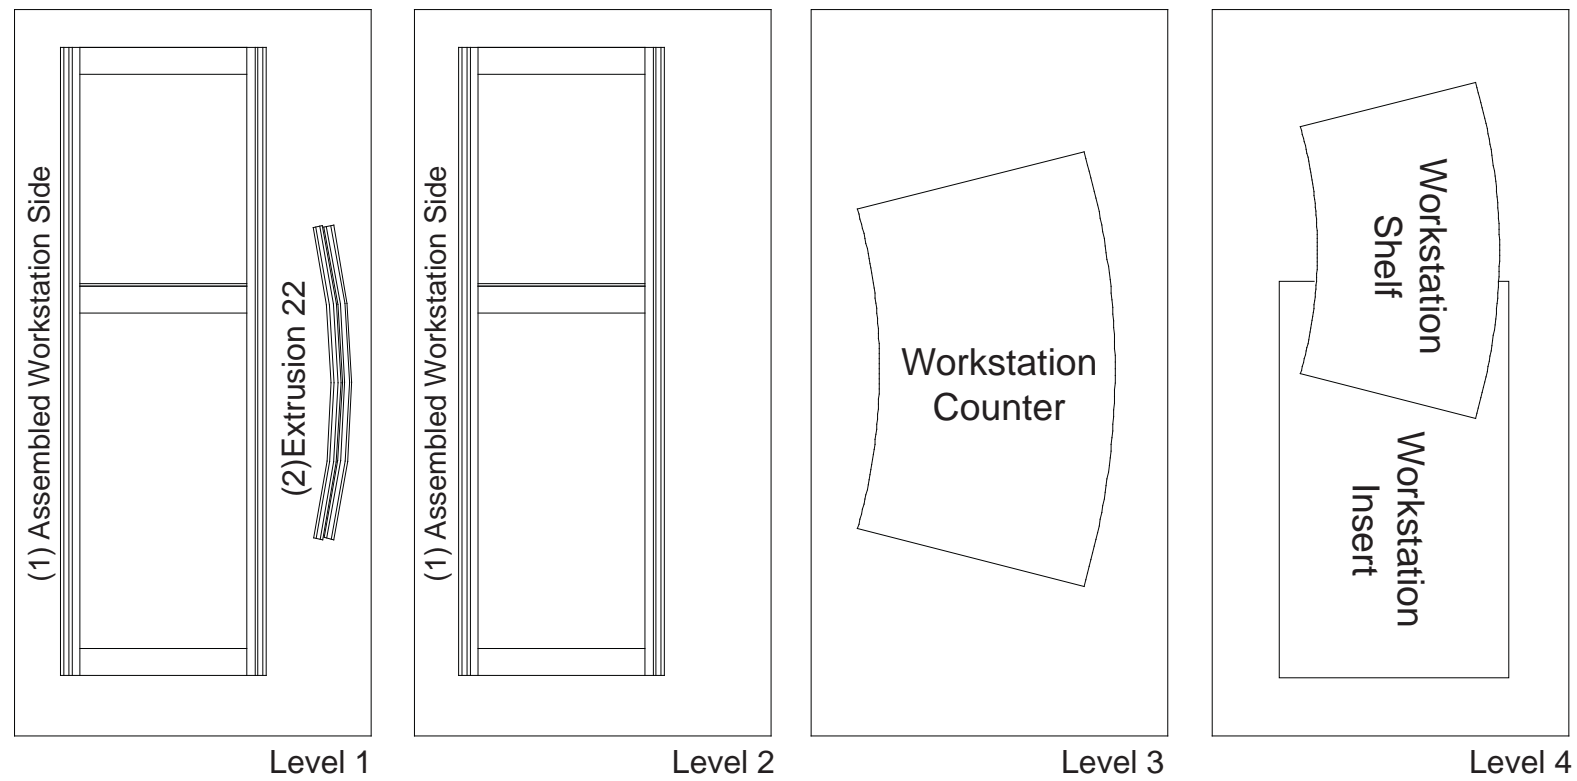 (1) Assembled Workstation Side
(2)Extrusion 22
Level 1
(1) Assembled Workstation Side
Level 2
Workstation
Counter
Level 3
Workstation
Shelf
Workstation
Insert
Level 4